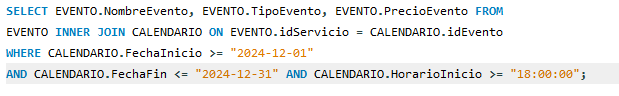 SELECT EVENTO.NombreEvento, EVENTO.TipoEvento, EVENTO.PrecioEvento FROM
EVENTO INNER JOIN CALENDARIO ON EVENTO.idServicio = CALENDARIO.idEvento
WHERE CALENDARIO.FechaInicio >= "2024-12-01"
AND CALENDARIO.FechaFin <= "2024-12-31" AND CALENDARIO.HorarioInicio >= "18:00:00";